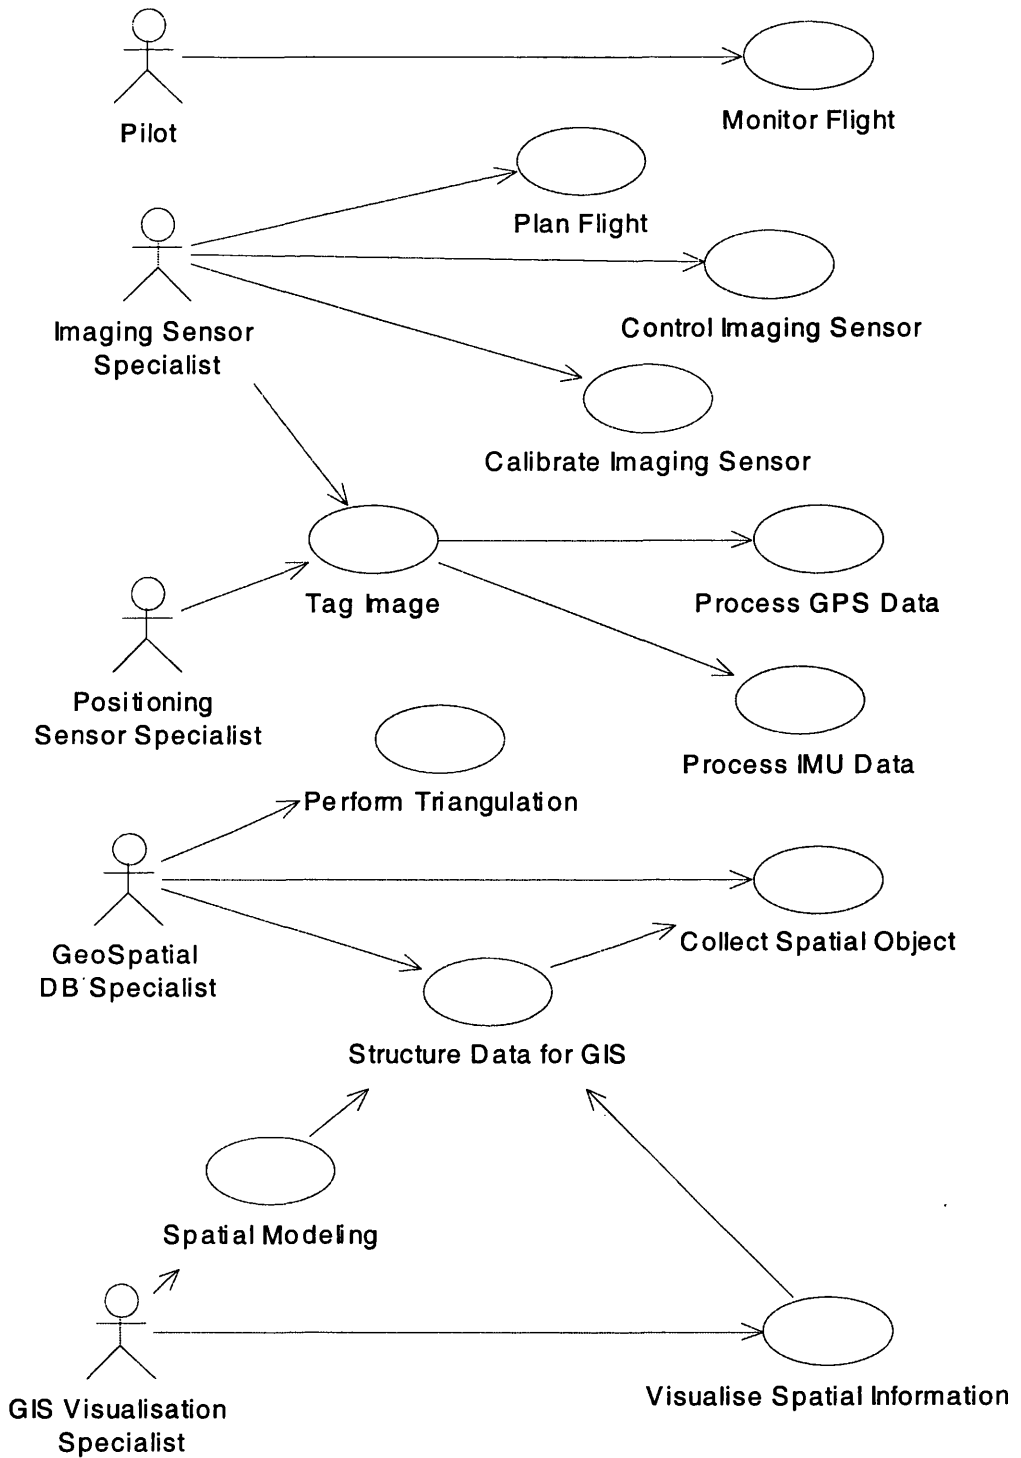 Pilot
Monitor Flight
Plan Flight
Imaging Sensor
Specialist
Control Imaging Sensor
Calibrate Imaging Sensor
Tag Image
Process GPS Data
Positioning
Sensor Specialist
Process IMU Data
Perform Triangulation
GeoSpatial
DB Specialist
Collect Spatial Object
Structure Data for GIS
Spatial Modeling
GIS Visualisation
Specialist
Visualise Spatial Information